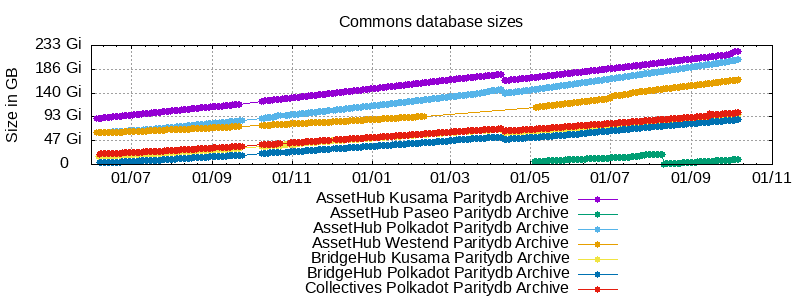 Commons database sizes
Size in GB
233 Gi
186 Gi
140 Gi
93 Gi
47 Gi
0
01/07 01/09 01/11 01/01 01/03 01/05 01/07 01/09 01/11
AssetHub Kusama Paritydb Archive
AssetHub Paseo Paritydb Archive
AssetHub Polkadot Paritydb Archive
AssetHub Westend Paritydb Archive
BridgeHub Kusama Paritydb Archive
BridgeHub Polkadot Paritydb Archive
Collectives Polkadot Paritydb Archive